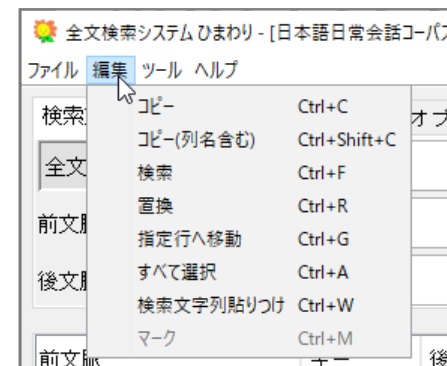 全文検索システム ひまわり - [日本語日常会話コーパ
ファイル 編集 ツール ヘルプ
検索 オプ
コピー Ctrl+C
コピー(列名含む) Ctrl+Shift+C
全文
検索 Ctrl+F
置換 Ctrl+R
前文脈
指定行へ移動 Ctrl+G
すべて選択 Ctrl+A
後文脈
検索文字列貼りつけ Ctrl+W
マーク Ctrl+M
前文脈 キー 後